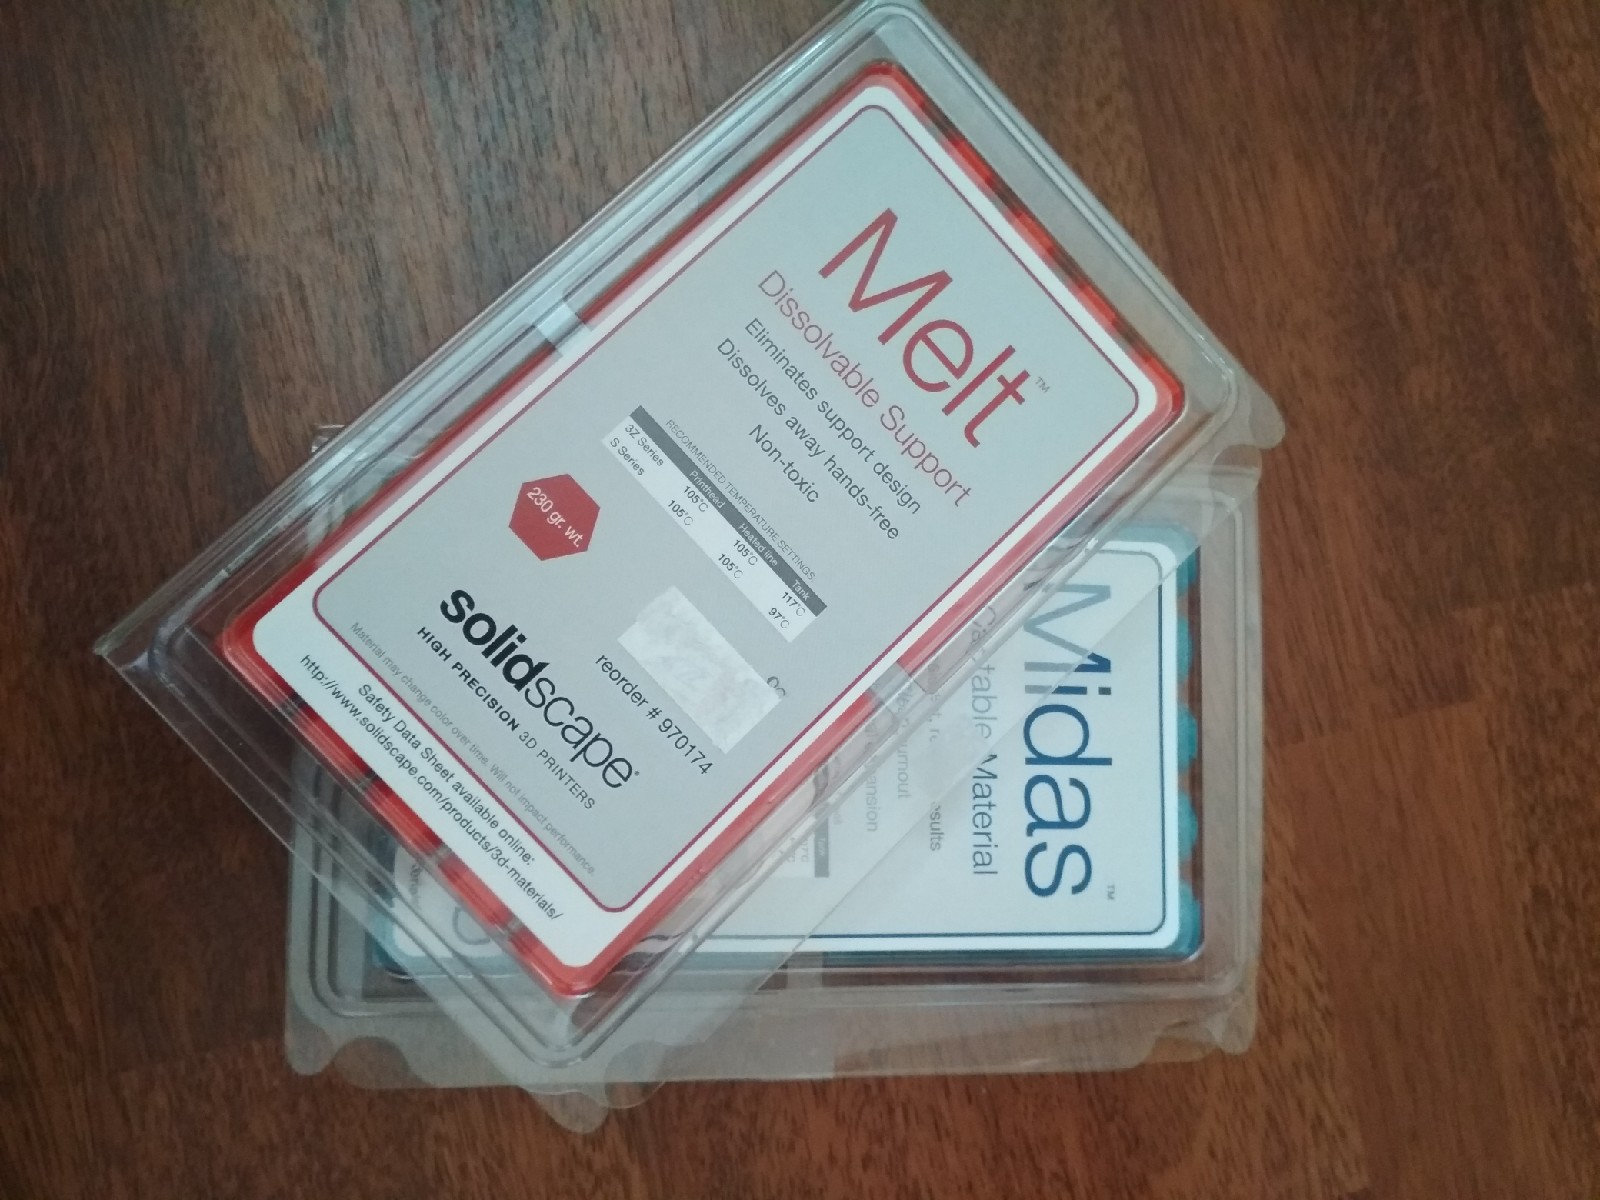 Melt™
Dissolvable Support
Eliminates support design
Dissolves away hands-free
Non-toxic
RECOMMENDED TEMPERATURE SETTINGS
Printhead Heated line Tank
3Z Series 105°C 105°C 117°C
S Series 105°C 105°C 97°C
230 gr. wt.
reorder # 970174
solidscape
HIGH PRECISION 3D PRINTERS
Material may change color over time. Will not impact performance.
Safety Data Sheet available online:
http://www.solidscape.com/products/3d-materials/
Midas™
Castable Material